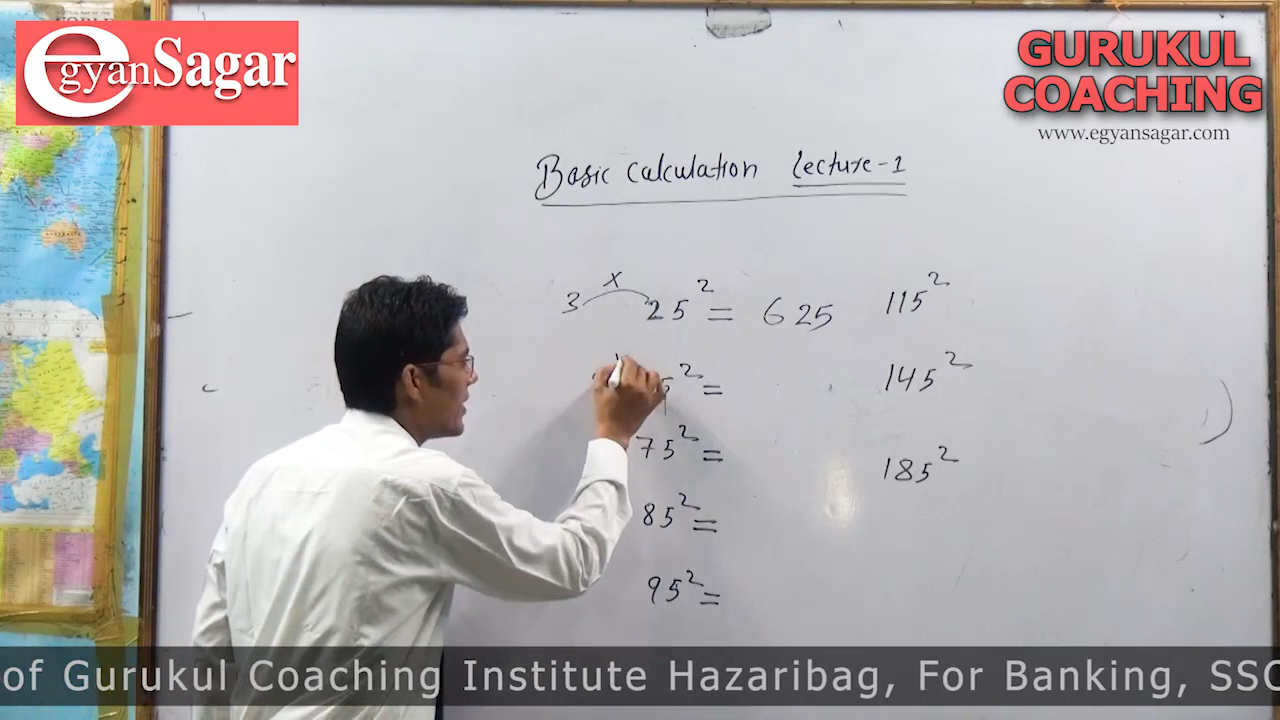 egyanSagar
GURUKUL
COACHING
www.egyansagar.com
Basic Calculation Lecture-1
3 x 25² = 625
115²
5² =
145²
75² =
185²
85² =
95² =
of Gurukul Coaching Institute Hazaribag, For Banking, SSC